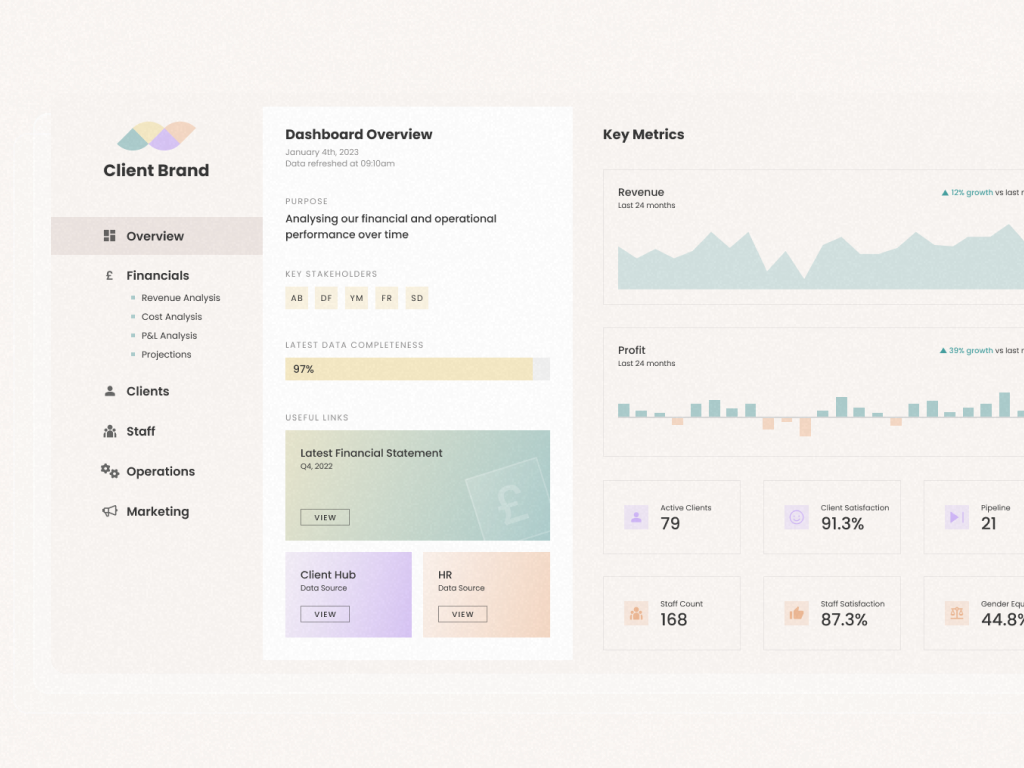 Client Brand
Overview
£ Financials
Revenue Analysis
Cost Analysis
P&L Analysis
Projections
Clients
Staff
Operations
Marketing
Dashboard Overview
January 4th, 2023
Data refreshed at 09:10am
PURPOSE
Analysing our financial and operational
performance over time
KEY STAKEHOLDERS
AB DF YM FR SD
LATEST DATA COMPLETENESS
97%
USEFUL LINKS
Latest Financial Statement
Q4, 2022
£
VIEW
Client Hub
Data Source
VIEW
HR
Data Source
VIEW
Key Metrics
Revenue
Last 24 months
▲ 12% growth vs last
Profit
Last 24 months
▲ 39% growth vs last
Active Clients
79
Client Satisfaction
91.3%
Pipeline
21
Staff Count
168
Staff Satisfaction
87.3%
Gender
44.8%